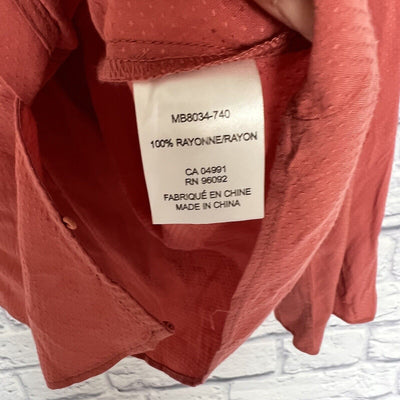 MB8034-740
100% RAYONNE/RAYON
CA 04991
RN 96092
FABRIQUÉ EN CHINE
MADE IN CHINA